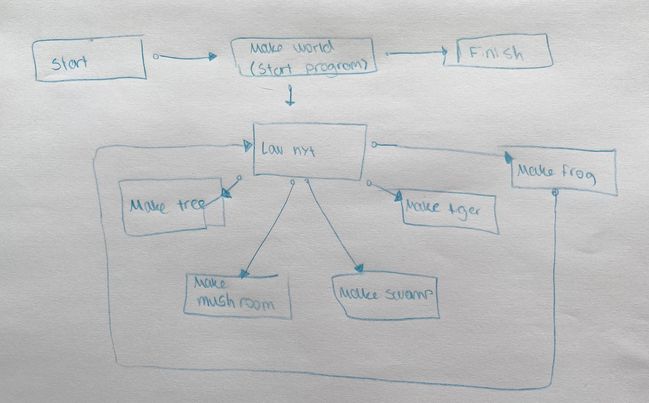 Start
Make world
(Start program)
Finish
Lav nyt
Make frog
Make tree
Make tiger
Make
mushroom
Make swamp